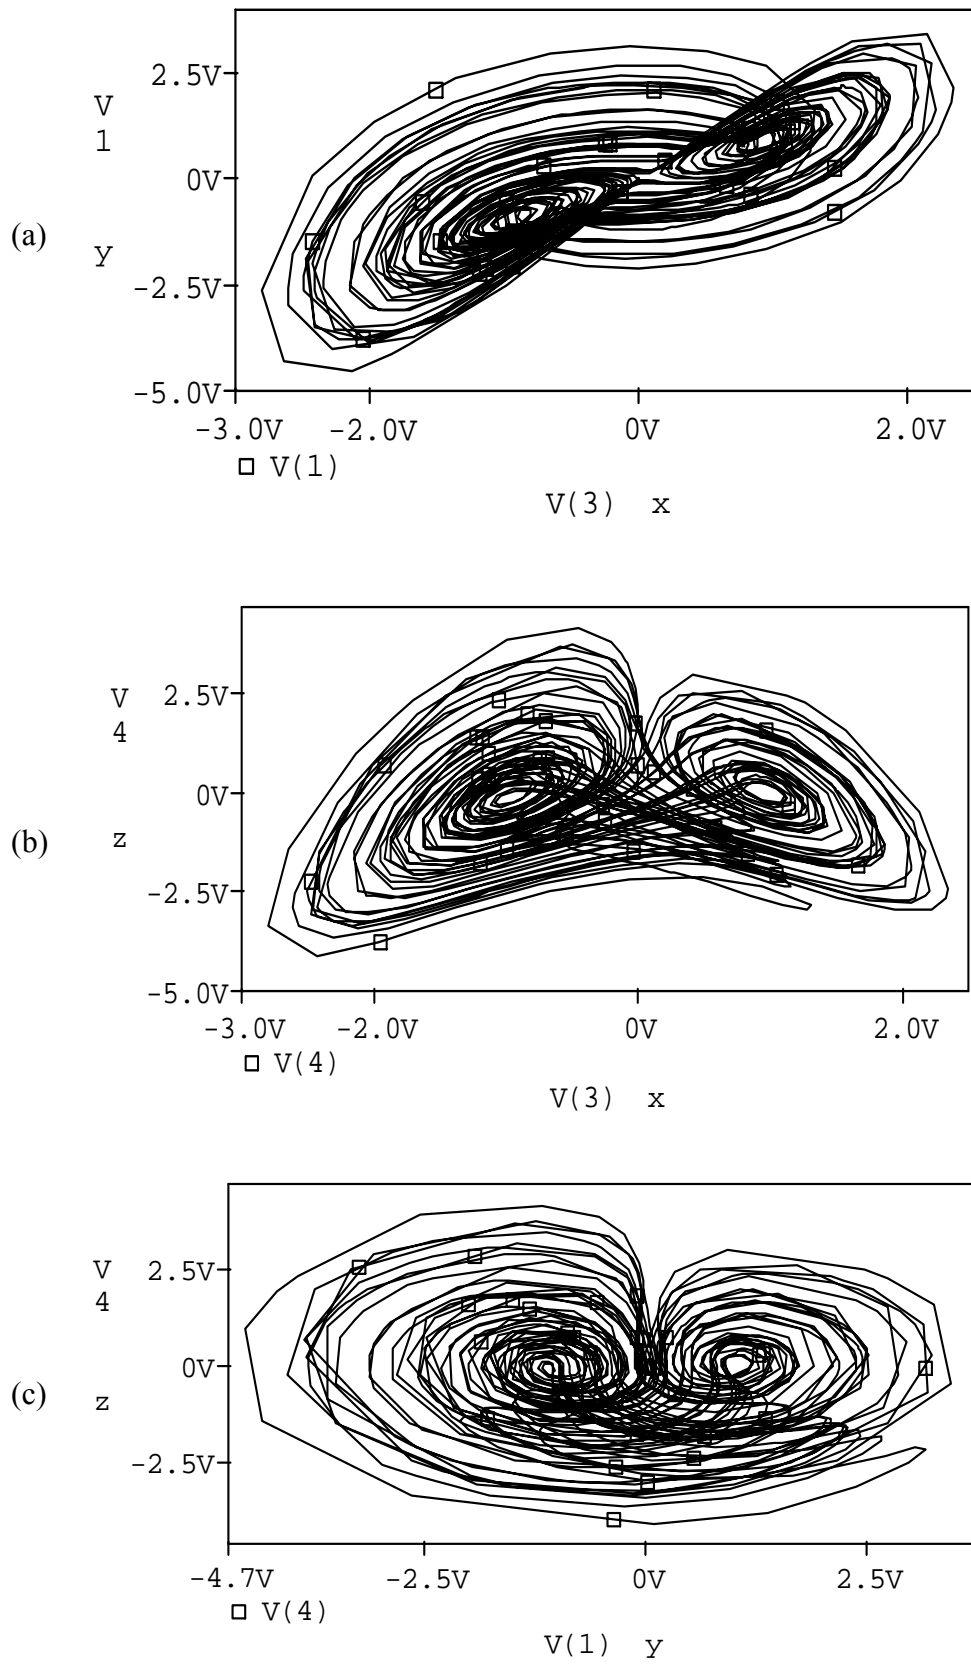 (a)
V
1
y
2.5V
0V
-2.5V
-5.0V
-3.0V -2.0V 0V 2.0V
V(1)
V(3) x
(b)
V
4
z
2.5V
0V
-2.5V
-5.0V
-3.0V -2.0V 0V 2.0V
V(4)
V(3) x
(c)
V
4
z
2.5V
0V
-2.5V
-4.7V -2.5V 0V 2.5V
V(4)
V(1) y